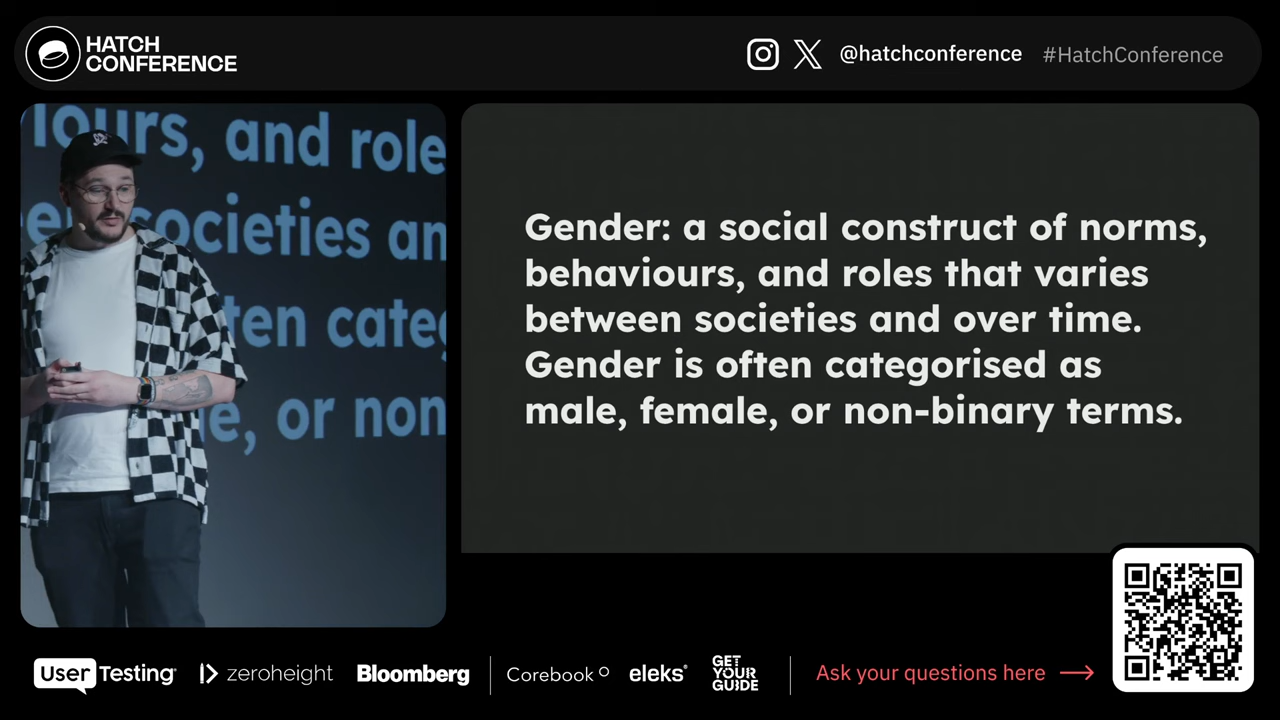 HATCH
CONFERENCE
@hatchconference #HatchConference
lours, and role
societies an
ten categ
e, or non
Gender: a social construct of norms,
behaviours, and roles that varies
between societies and over time.
Gender is often categorised as
male, female, or non-binary terms.
UserTesting zeroheight Bloomberg Corebook eleks GET YOUR GUIDE
Ask your questions here